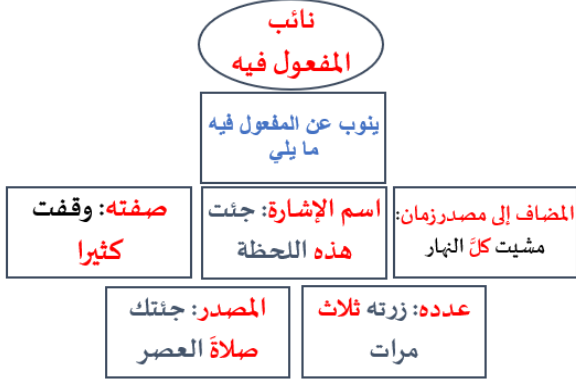 نائب
المفعول فيه
ينوب عن المفعول فيه
ما يلي
المضاف إلى مصدرزمان:
مشيت كلَّ النهار
اسم الإشارة: جئت
هذه اللحظة
صفته: وقفت
كثيرا
عدده: زرته ثلاث
مرات
المصدر: جئتك
صلاةَ العصر